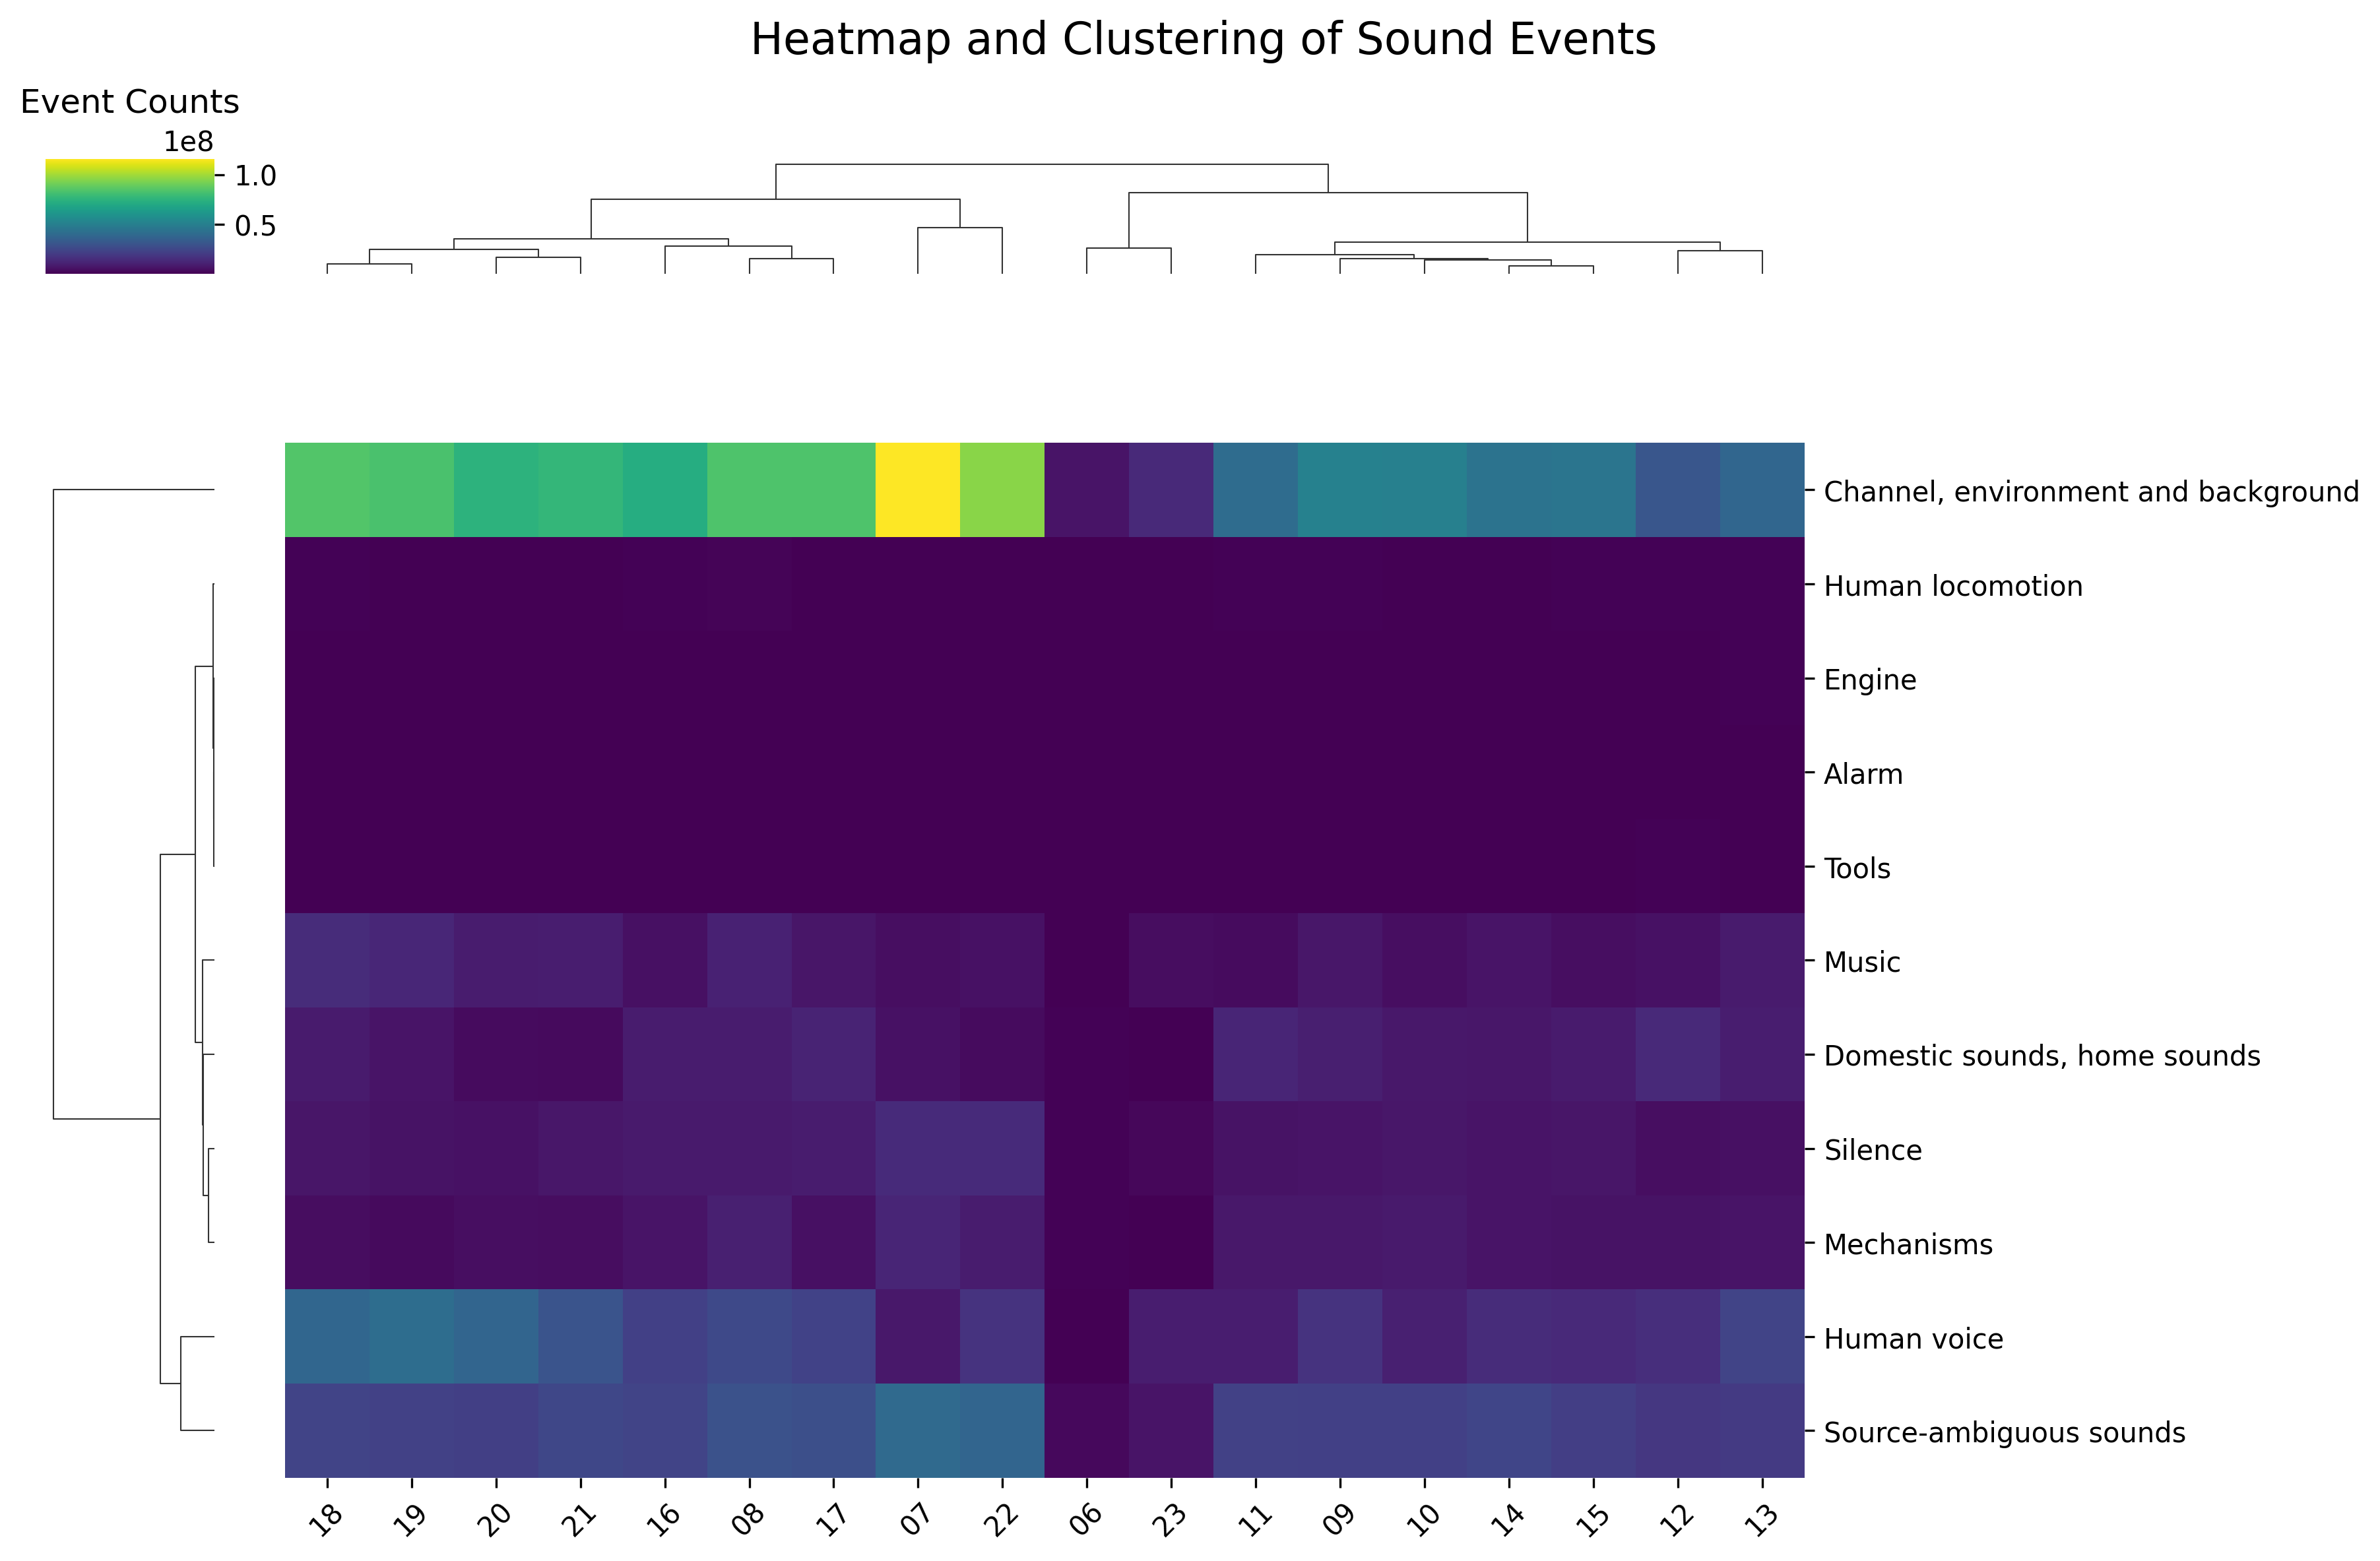 Heatmap and Clustering of Sound Events
Event Counts
1e8
1.0
0.5
Channel, environment and background
Human locomotion
Engine
Alarm
Tools
Music
Domestic sounds, home sounds
Silence
Mechanisms
Human voice
Source-ambiguous sounds
18 19 20 21 16 08 17 07 22 06 23 11 09 10 14 15 12 13